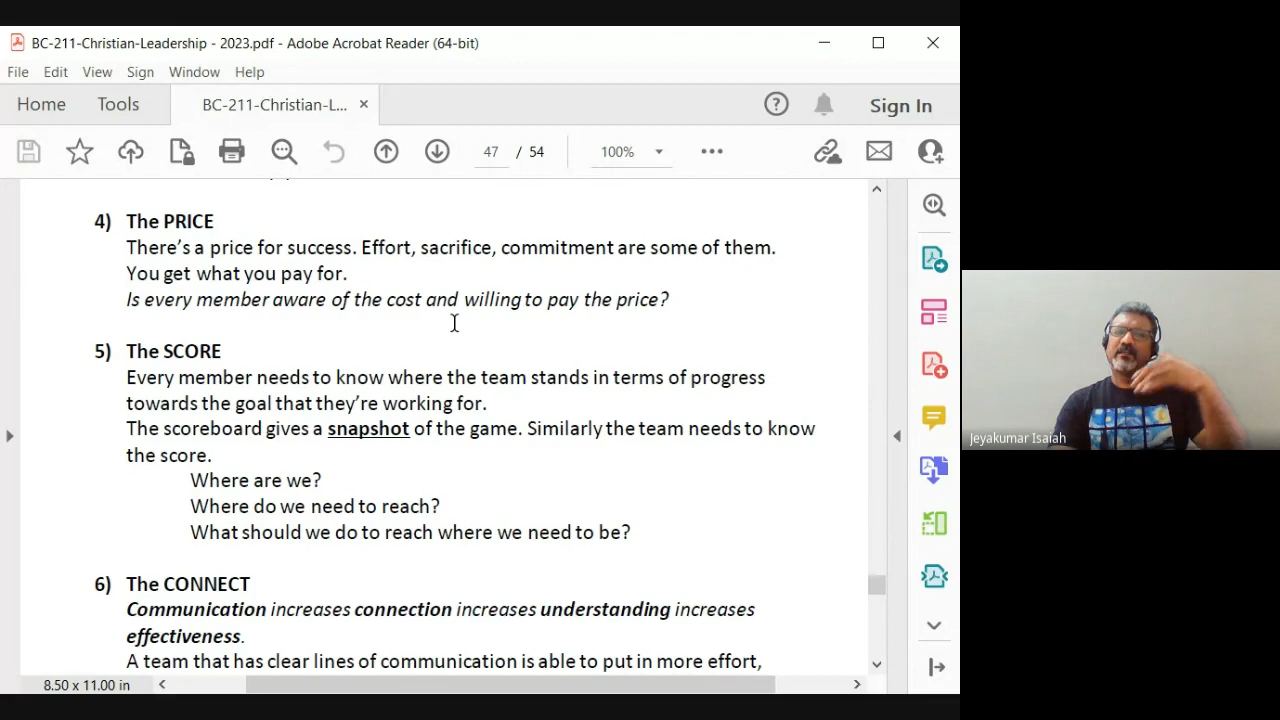 BC-211-Christian-Leadership - 2023.pdf - Adobe Acrobat Reader (64-bit)
File Edit View Sign Window Help
Home Tools BC-211-Christian-L... × Sign In
47 / 54 100%
4) The PRICE
There's a price for success. Effort, sacrifice, commitment are some of them.
You get what you pay for.
Is every member aware of the cost and willing to pay the price?
5) The SCORE
Every member needs to know where the team stands in terms of progress
towards the goal that they're working for.
The scoreboard gives a snapshot of the game. Similarly the team needs to know
the score.
Where are we?
Where do we need to reach?
What should we do to reach where we need to be?
6) The CONNECT
Communication increases connection increases understanding increases
effectiveness.
A team that has clear lines of communication is able to put in more effort,
8.50 x 11.00 in
Jeyakumar Isaiah